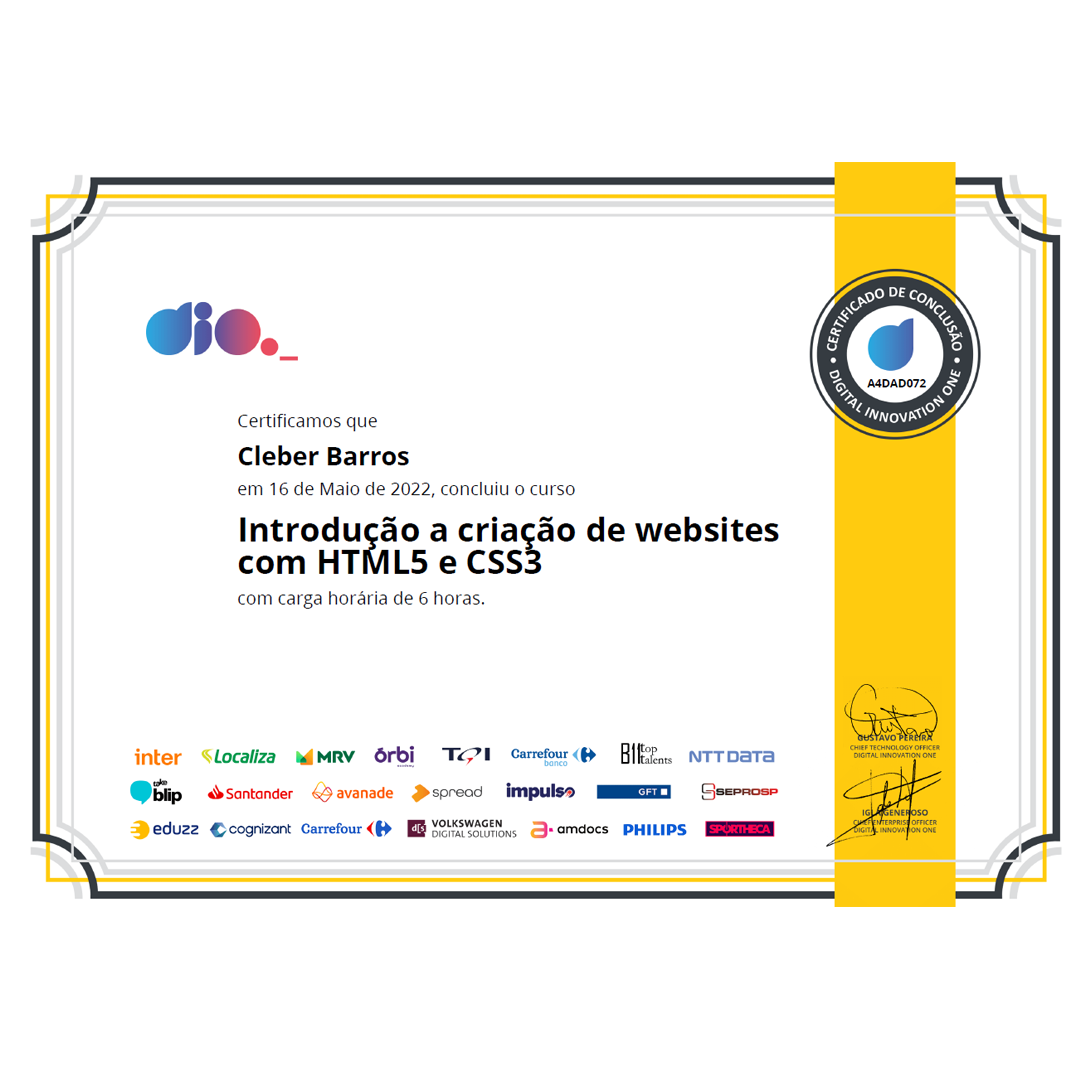 dio._
CERTIFICADO DE CONCLUSÃO
A4DAD072
DIGITAL INNOVATION ONE
Certificamos que
Cleber Barros
em 16 de Maio de 2022, concluiu o curso
Introdução a criação de websites
com HTML5 e CSS3
com carga horária de 6 horas.
inter Localiza MRV órbi academy TQI Carrefour banco B11 top talents NTT DATA
take blip Santander avanade spread impulso GFT SEPROSP
eduzz cognizant Carrefour d[s] VOLKSWAGEN DIGITAL SOLUTIONS amdocs PHILIPS SPORTHECA
GUSTAVO PEREIRA
CHIEF TECHNOLOGY OFFICER
DIGITAL INNOVATION ONE
GENEROSO
CHIEF ENTERPRISE OFFICER
DIGITAL INNOVATION ONE